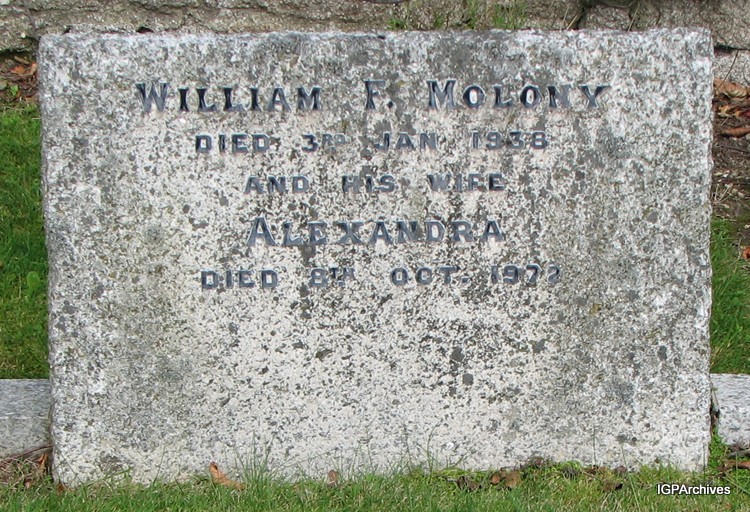 WILLIAM F. MOLONY
DIED 3RD JAN 1938
AND HIS WIFE
ALEXANDRA
DIED 8TH OCT. 1972
IGPArchives